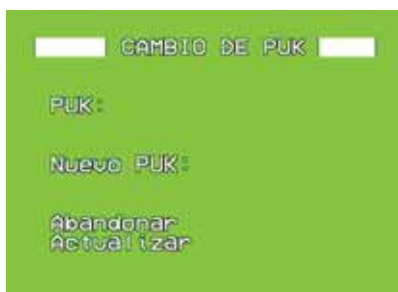 CAMBIO DE PUK
PUK:
Nuevo PUK:
Abandonar
Actualizar